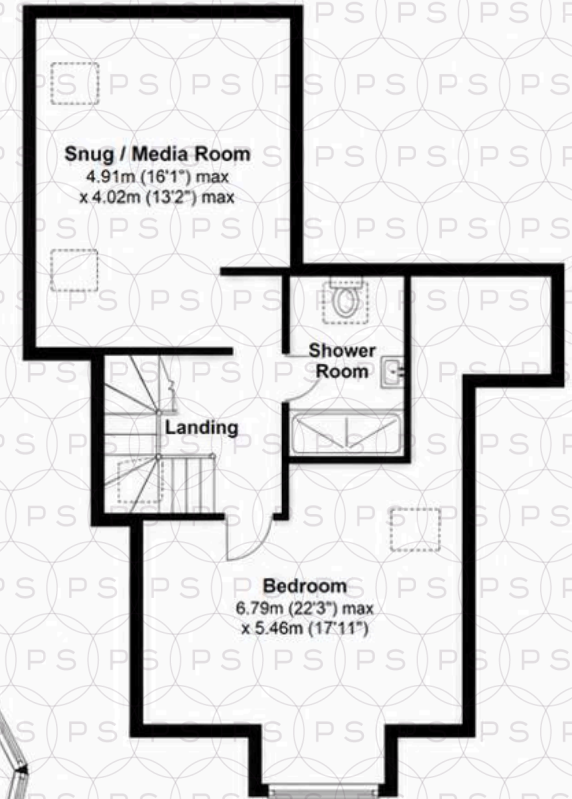 Snug / Media Room
4.91m (16'1") max
x 4.02m (13'2") max
Shower
Room
Landing
Bedroom
6.79m (22'3") max
x 5.46m (17'11")
PS